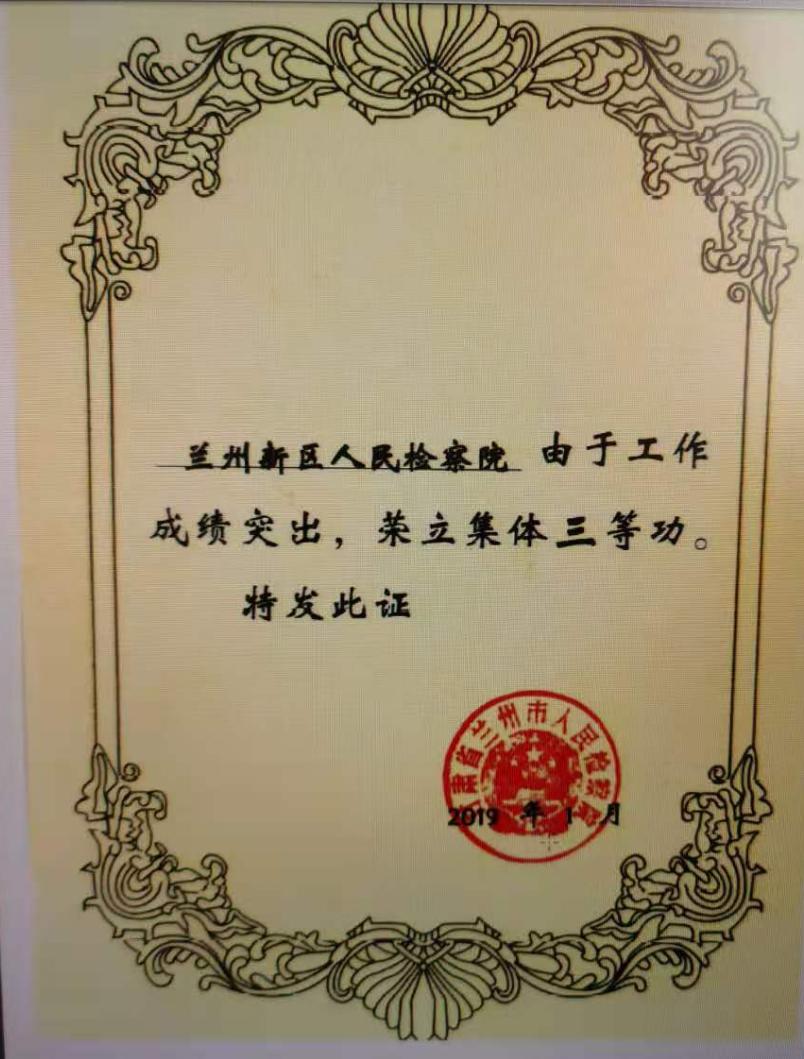 兰州新区人民检察院 由于工作
成绩突出，荣立集体三等功。
特发此证
甘肃省兰州市人民检察院
2019 年 1 月